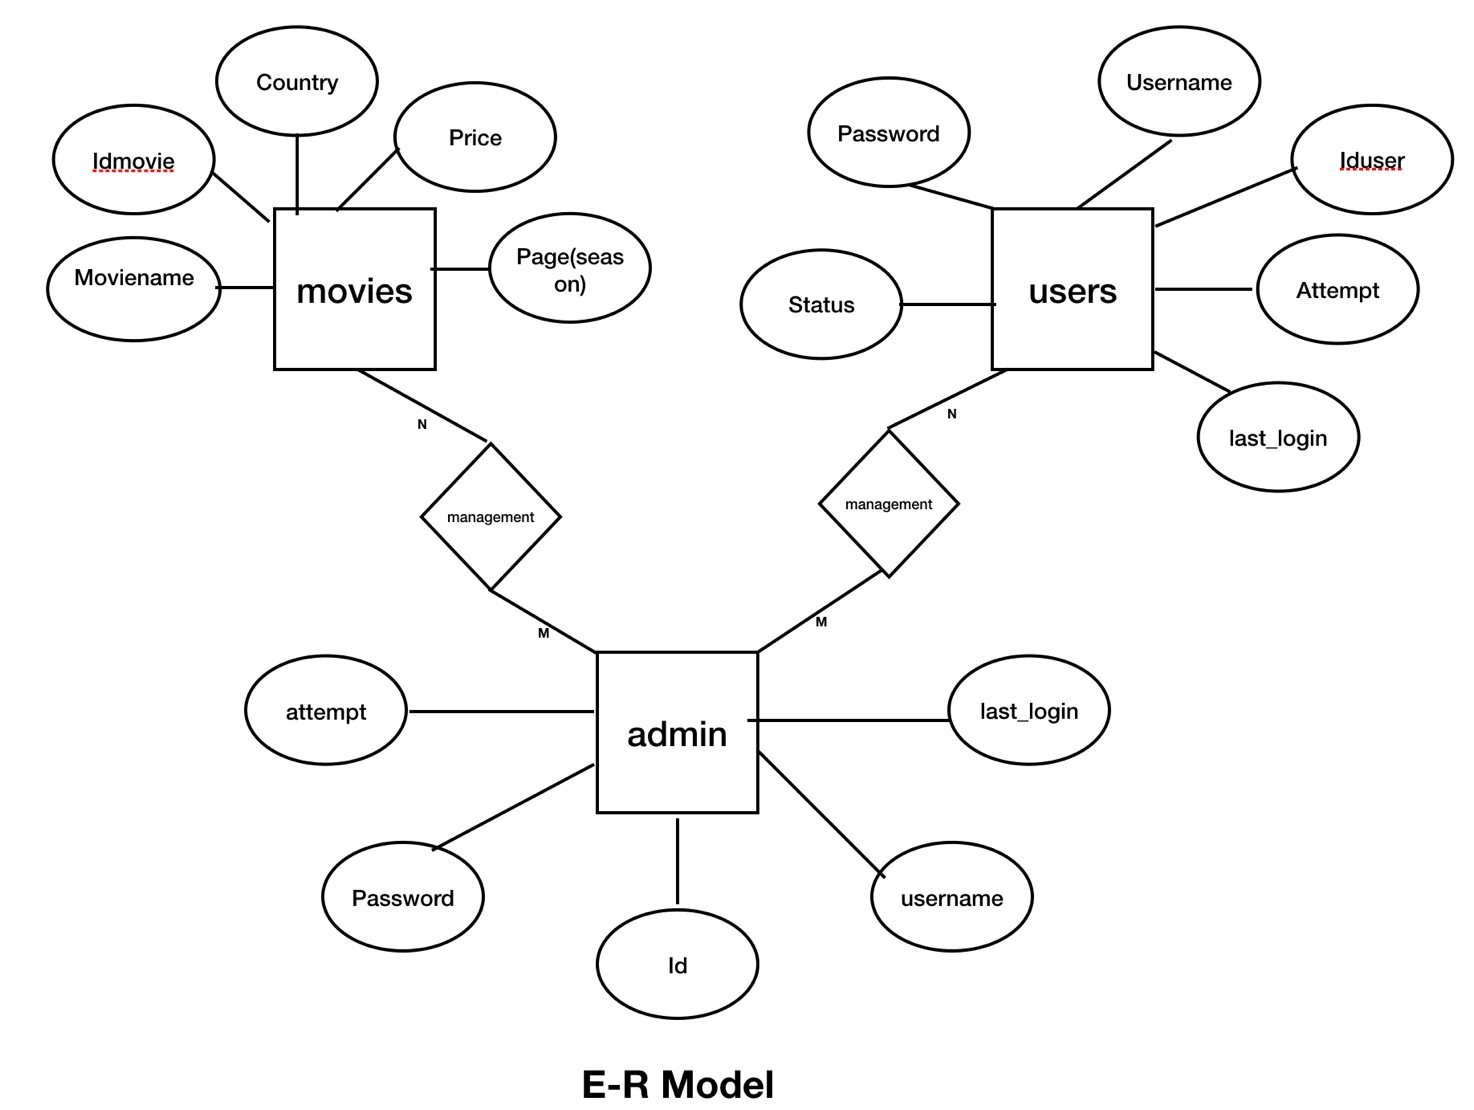 Country
Username
Password
Price
Idmovie
Iduser
Page(seas
on)
Moviename
movies
users
Attempt
Status
N
N
last_login
management
management
M
M
attempt
last_login
admin
Password
username
Id
E-R Model